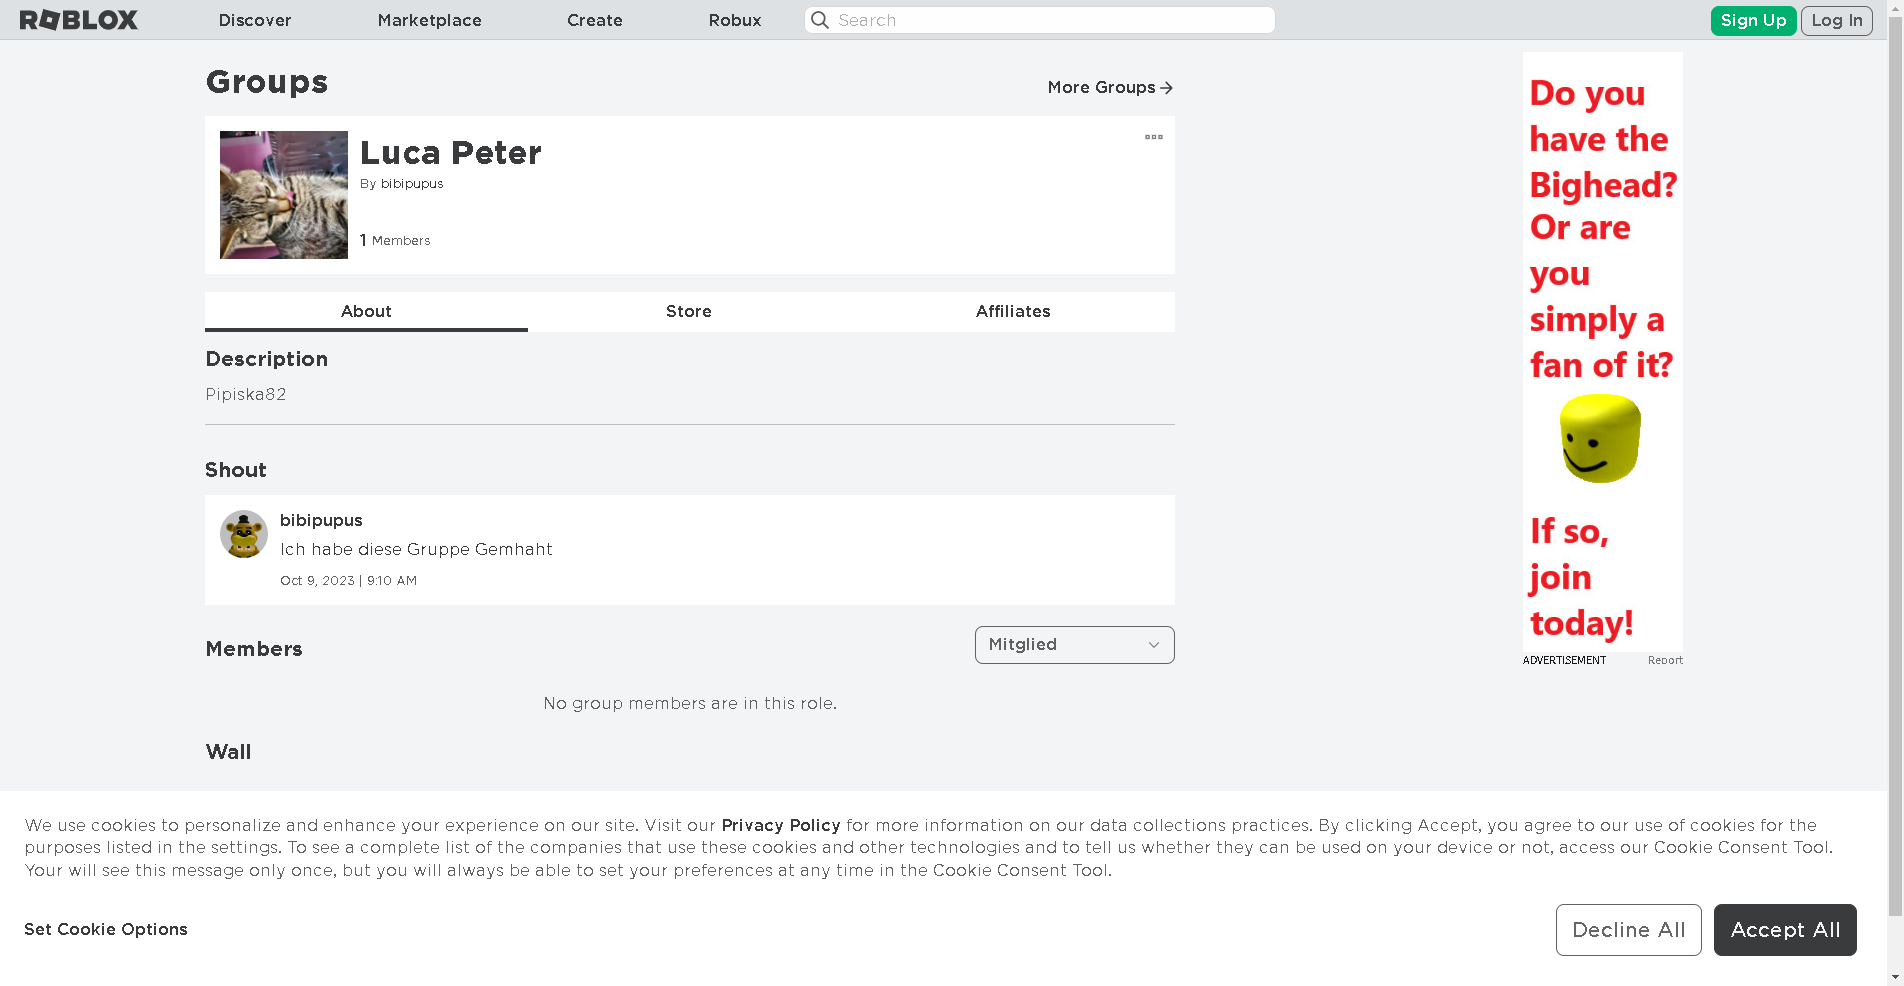 ROBLOX
Discover
Marketplace
Create
Robux
Search
Sign Up
Log In
Groups
More Groups
Luca Peter
By bibipupus
1 Members
About
Store
Affiliates
Description
Pipiska82
Shout
bibipupus
Ich habe diese Gruppe Gemhaht
Oct 9, 2023 | 9:10 AM
Members
Mitglied
No group members are in this role.
Wall
Do you
have the
Bighead?
Or are
you
simply a
fan of it?
If so,
join
today!
ADVERTISEMENT
Report
We use cookies to personalize and enhance your experience on our site. Visit our Privacy Policy for more information on our data collections practices. By clicking Accept, you agree to our use of cookies for the
purposes listed in the settings. To see a complete list of the companies that use these cookies and other technologies and to tell us whether they can be used on your device or not, access our Cookie Consent Tool.
Your will see this message only once, but you will always be able to set your preferences at any time in the Cookie Consent Tool.
Set Cookie Options
Decline All
Accept All